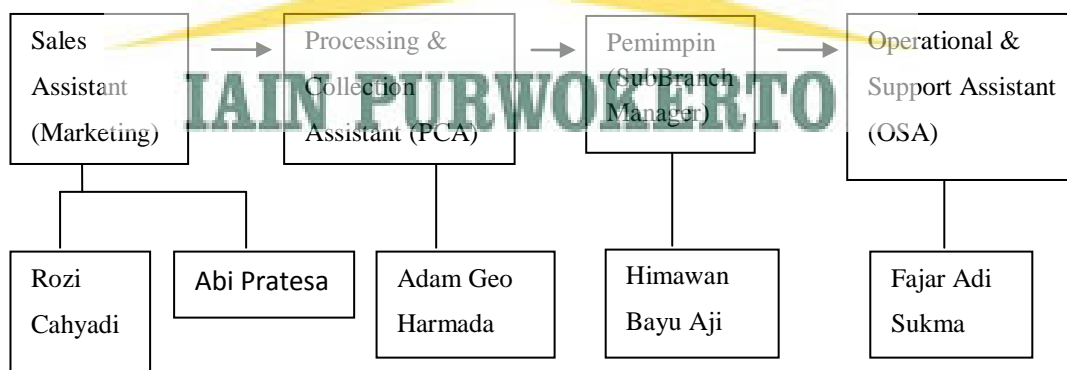 Sales
Assistant
(Marketing)
Processing &
Collection
Assistant (PCA)
Pemimpin
(SubBranch
Manager)
Operational &
Support Assistant
(OSA)
IAIN PURWOKERTO
Rozi
Cahyadi
Abi Pratesa
Adam Geo
Harmada
Himawan
Bayu Aji
Fajar Adi
Sukma